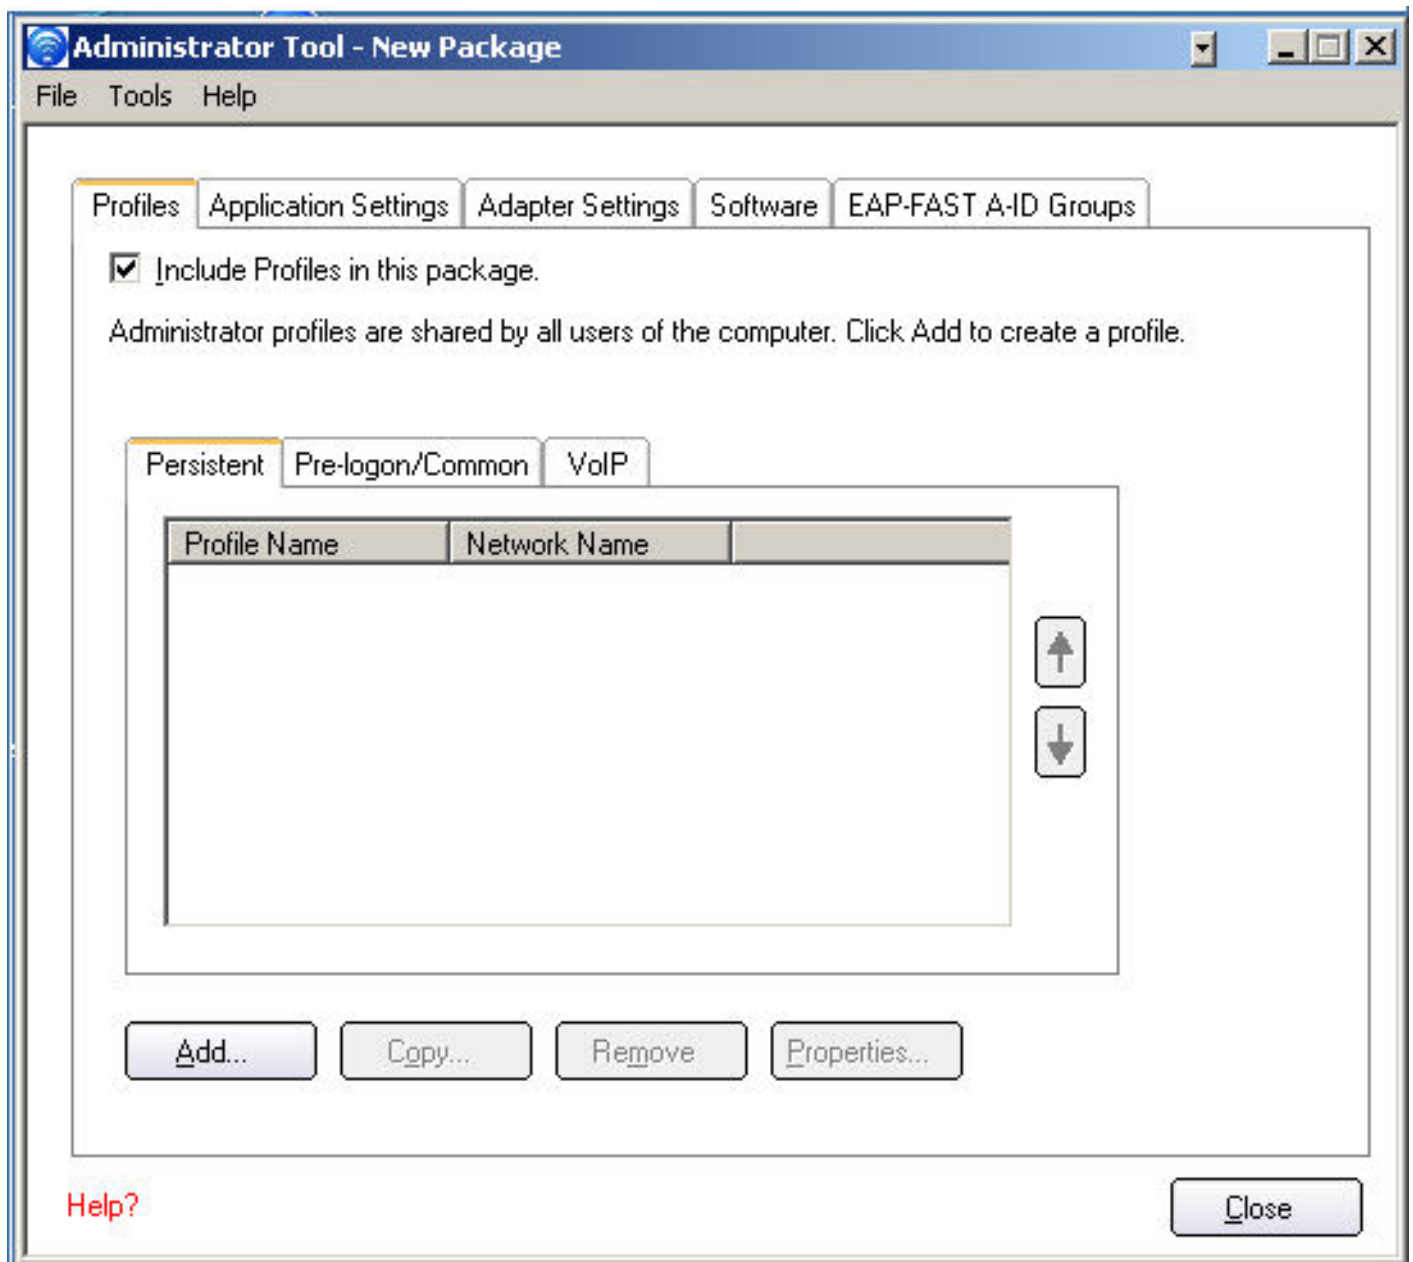 Administrator Tool - New Package
File Tools Help
Profiles Application Settings Adapter Settings Software EAP-FAST A-ID Groups
Include Profiles in this package.
Administrator profiles are shared by all users of the computer. Click Add to create a profile.
Persistent Pre-logon/Common VoIP
Profile Name Network Name
Add... Copy... Remove Properties...
Help? Close